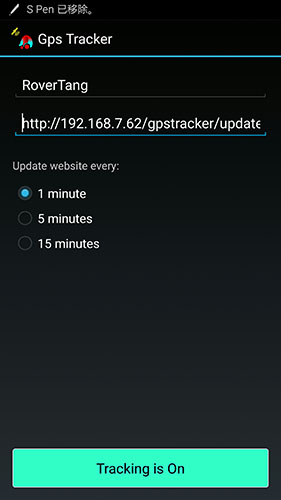 S Pen 已移除。
Gps Tracker
RoverTang
http://192.168.7.62/gpstracker/update
Update website every:
1 minute
5 minutes
15 minutes
Tracking is On